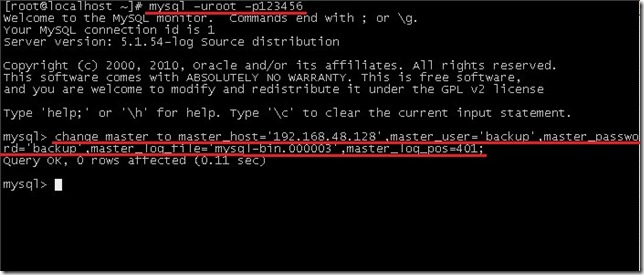 [root@localhost ~]# mysql -uroot -p123456
Welcome to the MySQL monitor.  Commands end with ; or \g.
Your MySQL connection id is 1
Server version: 5.1.54-log Source distribution
Copyright (c) 2000, 2010, Oracle and/or its affiliates. All rights reserved.
This software comes with ABSOLUTELY NO WARRANTY. This is free software,
and you are welcome to modify and redistribute it under the GPL v2 license
Type 'help;' or '\h' for help. Type '\c' to clear the current input statement.
mysql> change master to master_host='192.168.48.128',master_user='backup',master_passwo
rd='backup',master_log_file='mysql-bin.000003',master_log_pos=401;
Query OK, 0 rows affected (0.11 sec)
mysql>